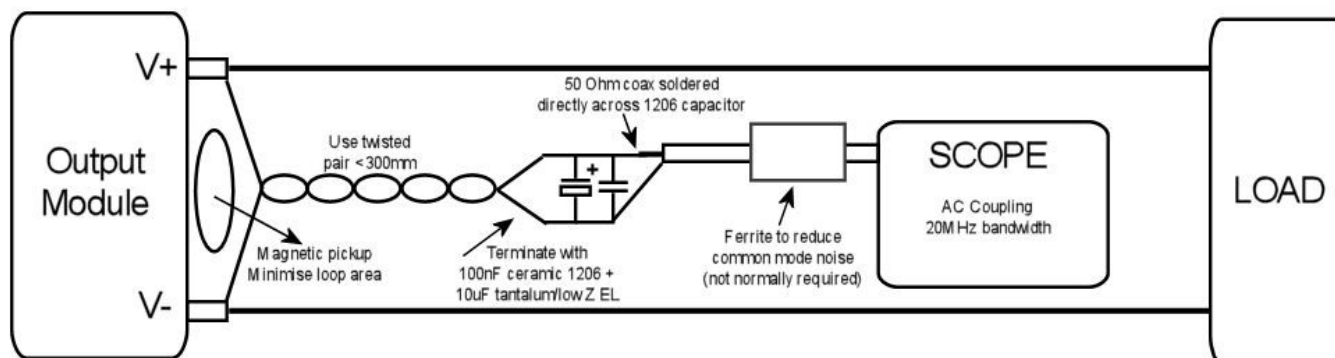 V+
Output
Module
V-
Magnetic pickup
Minimise loop area
Use twisted
pair <300mm
+
Terminate with
100nF ceramic 1206 +
10uF tantalum/low Z EL
50 Ohm coax soldered
directly across 1206 capacitor
Ferrite to reduce
common mode noise
(not normally required)
SCOPE
AC Coupling
20MHz bandwidth
LOAD